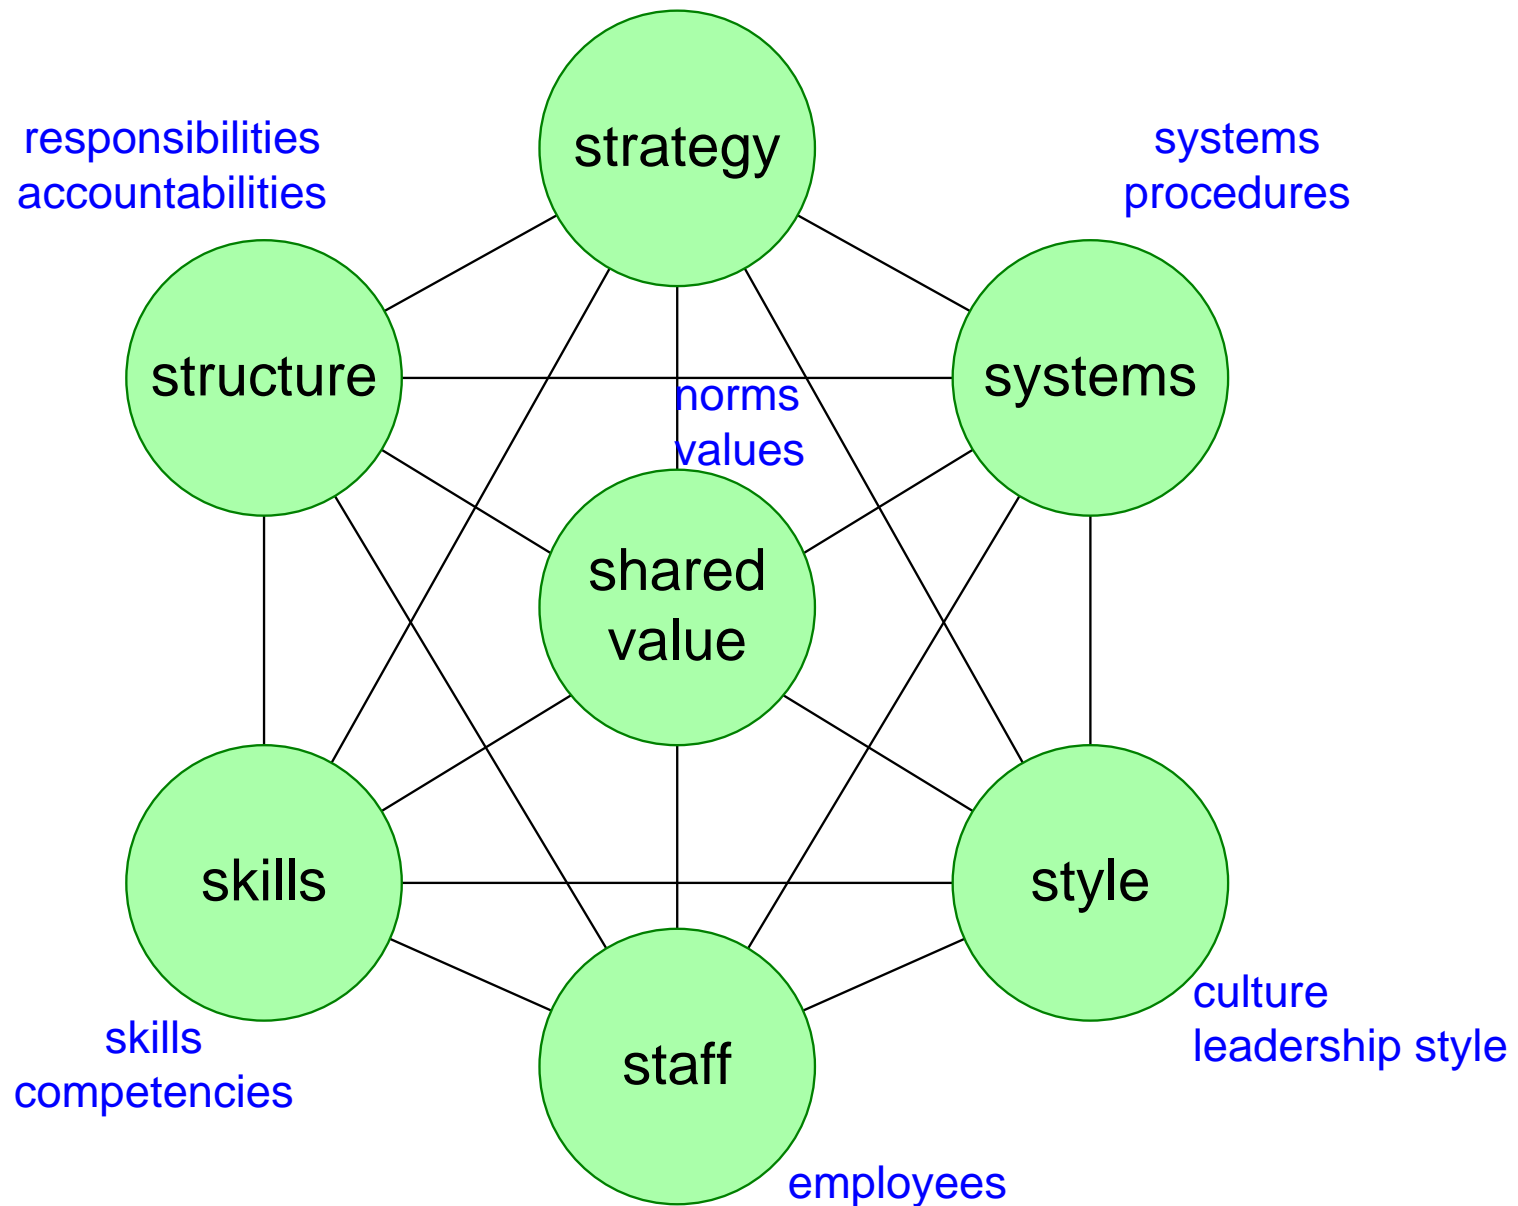 strategy
responsibilities
accountabilities
systems
procedures
structure
norms
values
systems
shared
value
skills
style
skills
competencies
staff
culture
leadership style
employees